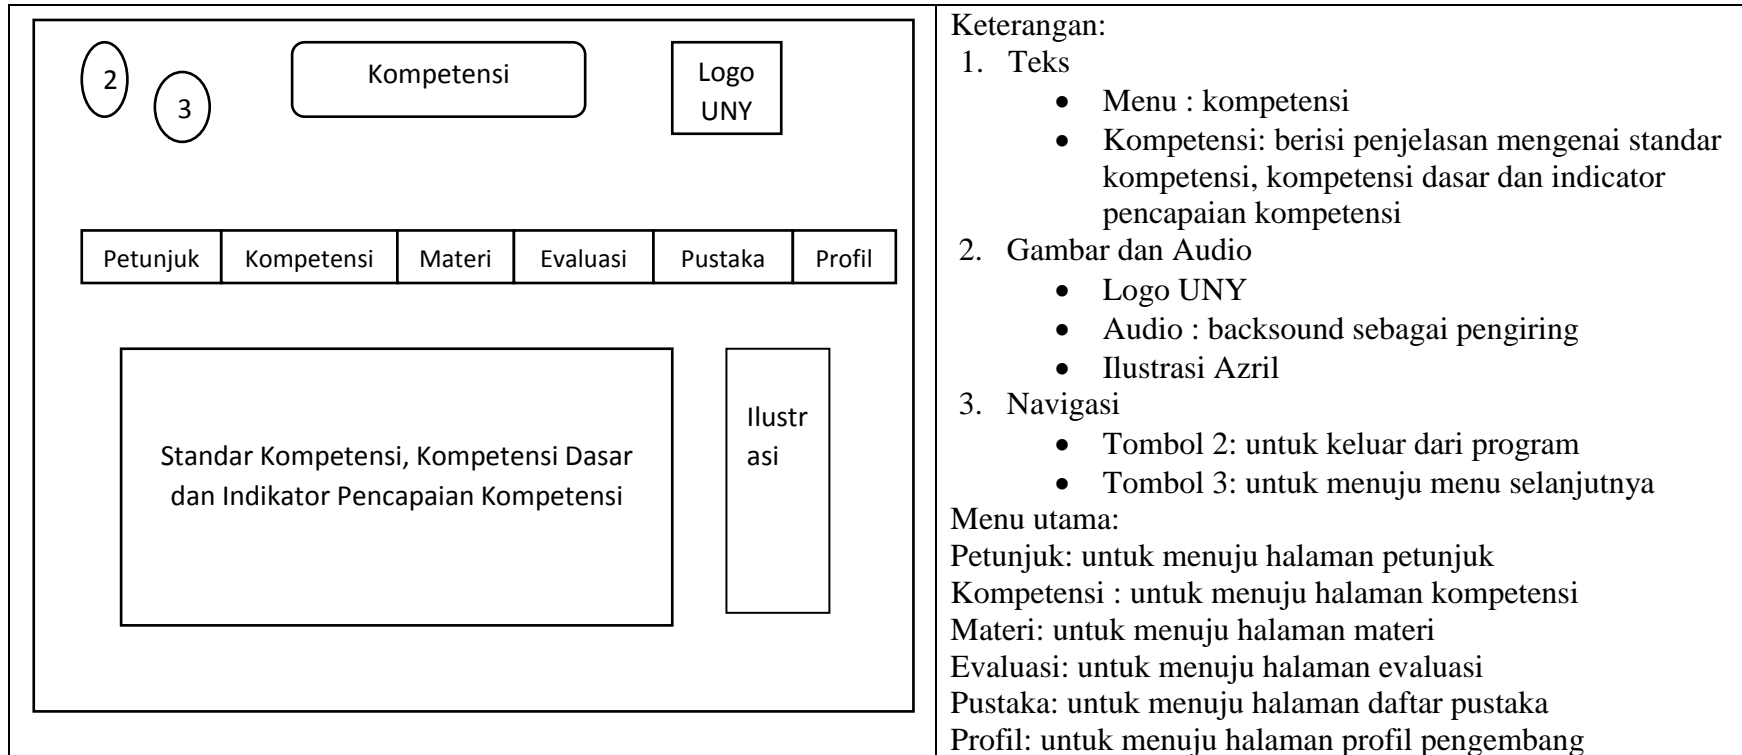 2
3
Kompetensi
Logo
UNY
Petunjuk Kompetensi Materi Evaluasi Pustaka Profil
Standar Kompetensi, Kompetensi Dasar
dan Indikator Pencapaian Kompetensi
Ilustr
asi
Keterangan:
1. Teks
• Menu : kompetensi
• Kompetensi: berisi penjelasan mengenai standar
kompetensi, kompetensi dasar dan indicator
pencapaian kompetensi
2. Gambar dan Audio
• Logo UNY
• Audio : backsound sebagai pengiring
• Ilustrasi Azril
3. Navigasi
• Tombol 2: untuk keluar dari program
• Tombol 3: untuk menuju menu selanjutnya
Menu utama:
Petunjuk: untuk menuju halaman petunjuk
Kompetensi : untuk menuju halaman kompetensi
Materi: untuk menuju halaman materi
Evaluasi: untuk menuju halaman evaluasi
Pustaka: untuk menuju halaman daftar pustaka
Profil: untuk menuju halaman profil pengembang